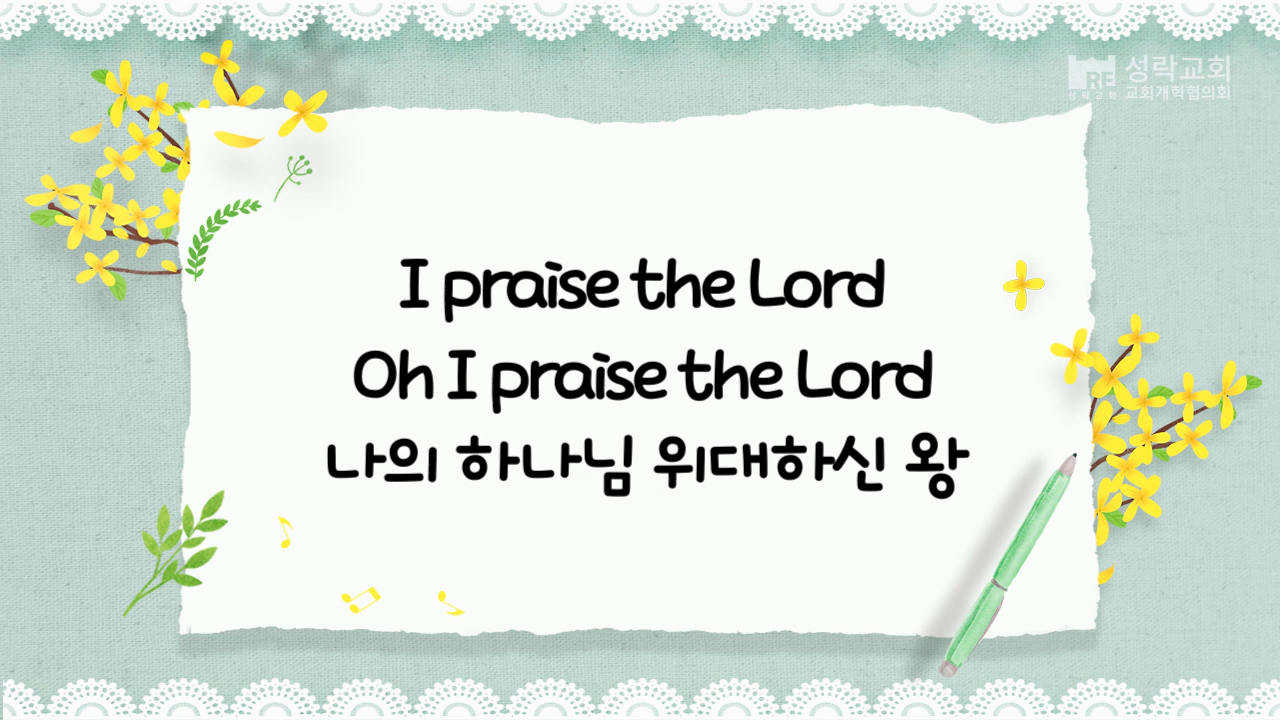 성락교회
교회개혁협의회
I praise the Lord
Oh I praise the Lord
나의 하나님 위대하신 왕